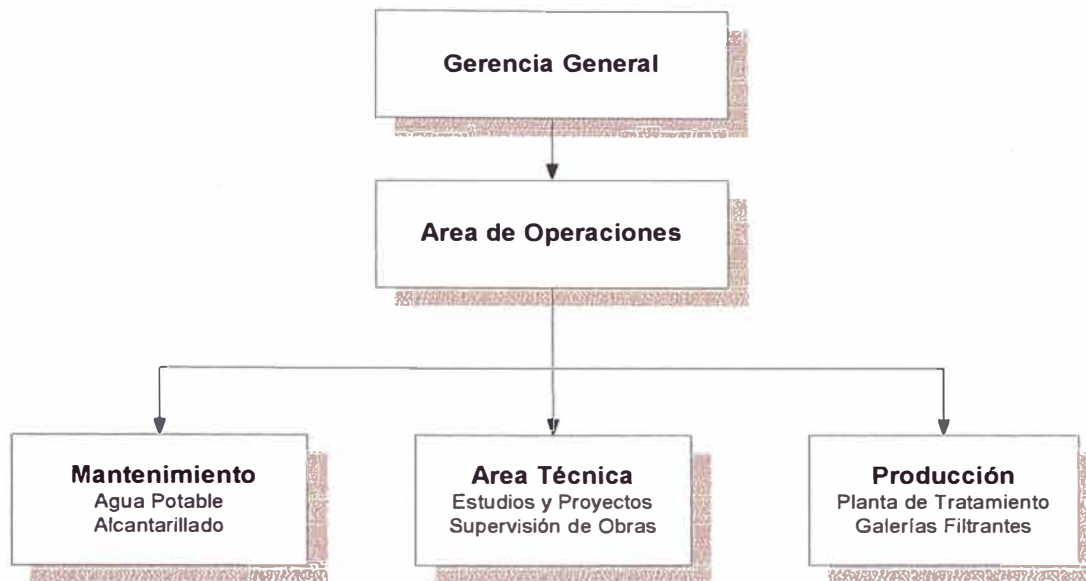 Gerencia General
Area de Operaciones
Mantenimiento
Agua Potable
Alcantarillado
Area Técnica
Estudios y Proyectos
Supervisión de Obras
Producción
Planta de Tratamiento
Galerías Filtrantes